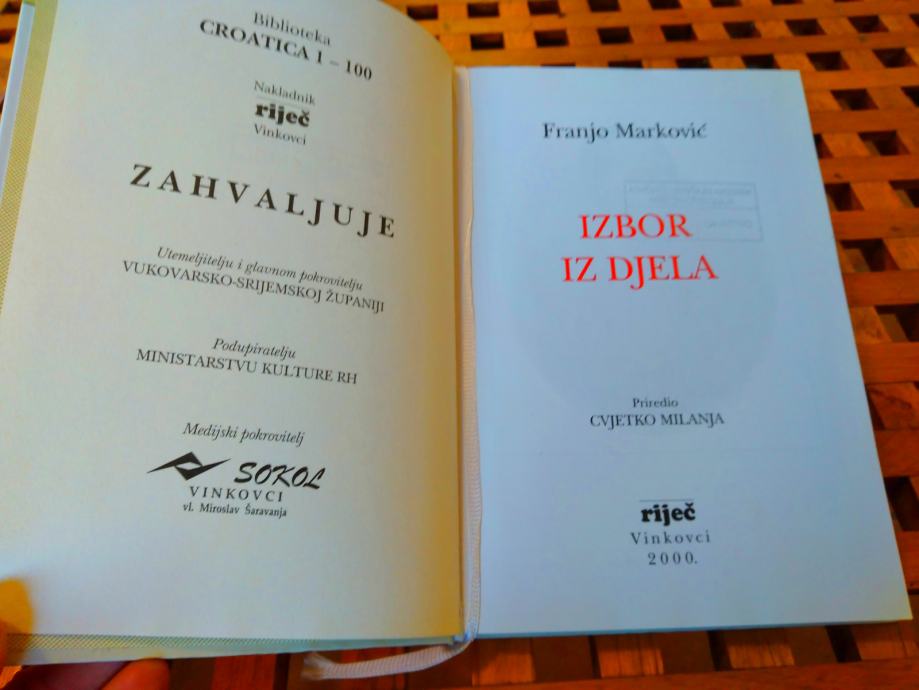 Biblioteka
CROATICA 1 – 100
Nakladnik
riječ
Vinkovci
ZAHVALJUJE
Utemeljitelju i glavnom pokrovitelju
VUKOVARSKO-SRIJEMSKOJ ŽUPANIJI
Podupiratelju
MINISTARSTVU KULTURE RH
Medijski pokrovitelj
SOKOL
VINKOVCI
vl. Miroslav Šaravanja
Franjo Marković
IZBOR
IZ DJELA
Priredio
CVJETKO MILANJA
riječ
Vinkovci
2000.